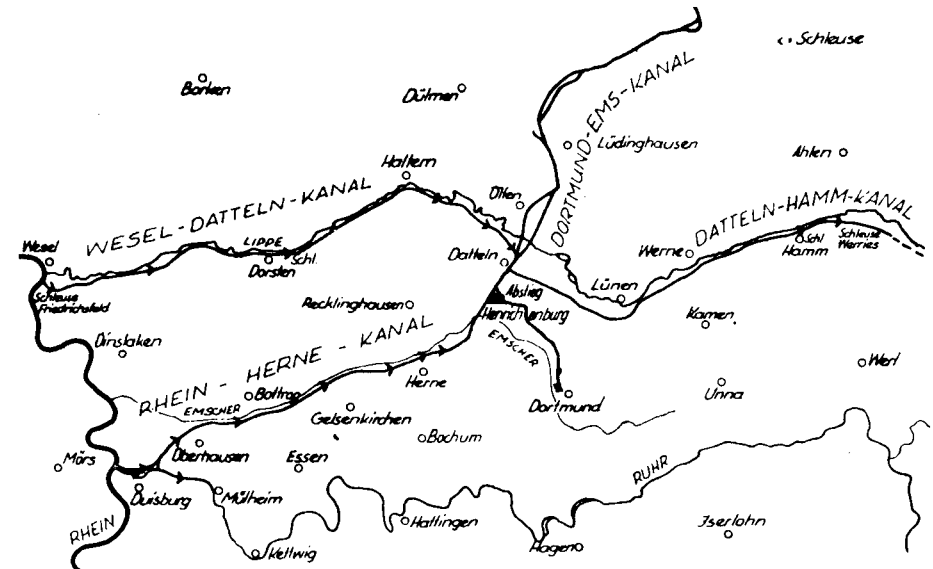 Schleuse
Borken
Dülmen
DORTMUND-EMS-KANAL
Lüdinghausen
Ahlen
Haltern
WESEL-DATTELN-KANAL
Olfen
DATTELN-HAMM-KANAL
Wesel
LIPPE
Schl.
Dorsten
Datteln
Werne
Schl.
Hamm
Schleuse
Werries
Schleuse
Friedrichsfeld
Recklinghausen
Abstieg
Henrichenburg
Lünen
Kamen
Dinslaken
RHEIN-HERNE-KANAL
EMSCHER
Werl
Bottrop
Herne
Unna
EMSCHER
Gelsenkirchen
Dortmund
Bochum
Mörs
Oberhausen
Essen
RUHR
Duisburg
Mülheim
Hattingen
Iserlohn
RHEIN
Kettwig
Hagen